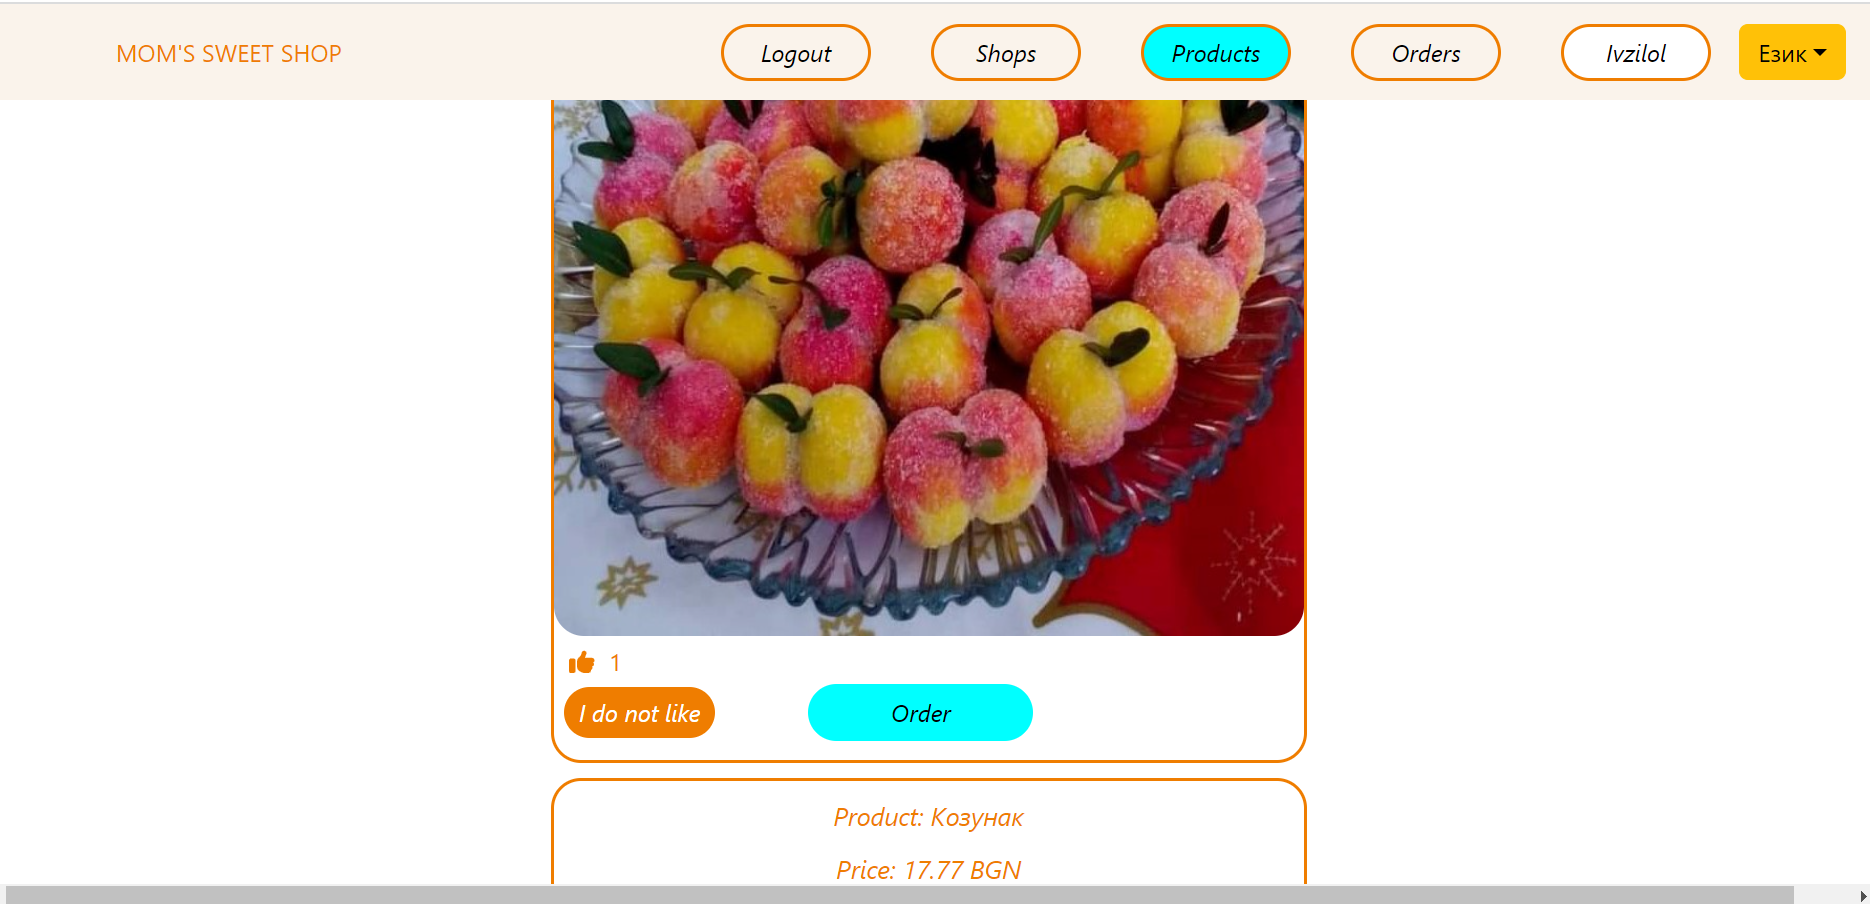 MOM'S SWEET SHOP
Logout
Shops
Products
Orders
Ivzilol
Език
1
I do not like
Order
Product: Козунак
Price: 17.77 BGN